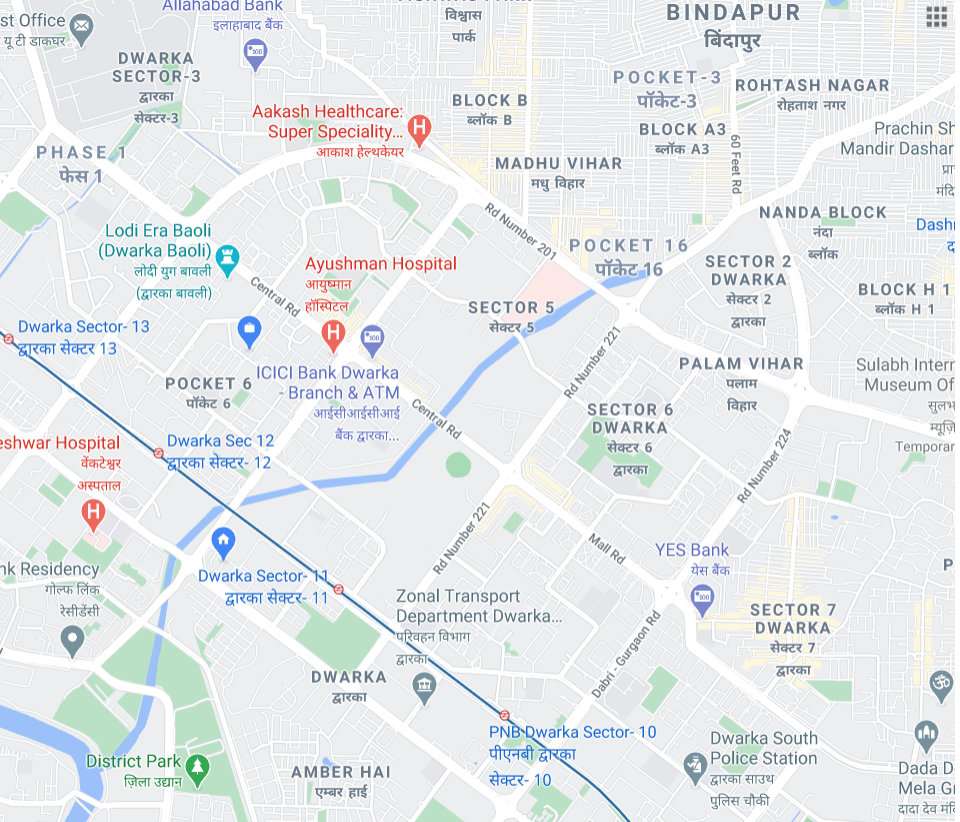 Allahabad Bank
इलाहाबाद बैंक
विश्वास
पार्क
BINDAPUR
बिंदापुर
st Office
यू टी डाकघर
DWARKA
SECTOR-3
द्वारका
सेक्टर-3
POCKET-3
पॉकेट-3
ROHTASH NAGAR
रोहताश नगर
BLOCK B
ब्लॉक B
Aakash Healthcare:
Super Speciality...
आकाश हेल्थकेयर
BLOCK A3
ब्लॉक A3
Prachin Sh
Mandir Dashar
प्रा
मंदि
60 Feet Rd
PHASE 1
फेस 1
MADHU VIHAR
मधु विहार
NANDA BLOCK
नंदा
ब्लॉक
Rd Number 201
Dashr
द
Lodi Era Baoli
(Dwarka Baoli)
लोदी युग बावली
(द्वारका बावली)
POCKET 16
पॉकेट 16
Ayushman Hospital
आयुष्मान
हॉस्पिटल
SECTOR 2
DWARKA
सेक्टर 2
द्वारका
BLOCK H 1
ब्लॉक H 1
Central Rd
SECTOR 5
सेक्टर 5
Dwarka Sector- 13
द्वारका सेक्टर 13
Rd Number 221
PALAM VIHAR
पलाम
विहार
Sulabh Intern
Museum Of
सुलभ
म्यूज़ि
Temporar
ICICI Bank Dwarka
- Branch & ATM
आईसीआईसीआई
बैंक द्वारका...
POCKET 6
पॉकेट 6
Central Rd
SECTOR 6
DWARKA
सेक्टर 6
द्वारका
eshwar Hospital
वेंकटेश्वर
अस्पताल
Dwarka Sec 12
द्वारका सेक्टर- 12
Rd Number 224
Rd Number 221
Mall Rd
YES Bank
येस बैंक
P
nk Residency
गोल्फ लिंक
रेसीडेंसी
Dwarka Sector- 11
द्वारका सेक्टर- 11
Zonal Transport
Department Dwarka...
परिवहन विभाग
द्वारका
SECTOR 7
DWARKA
सेक्टर 7
द्वारका
Dabri - Gurgaon Rd
DWARKA
द्वारका
PNB Dwarka Sector- 10
पीएनबी द्वारका
सेक्टर- 10
Dwarka South
Police Station
द्वारका साउथ
पुलिस चौकी
District Park
ज़िला उद्यान
AMBER HAI
एम्बर हाई
Dada D
Mela Gr
दादा देव मं